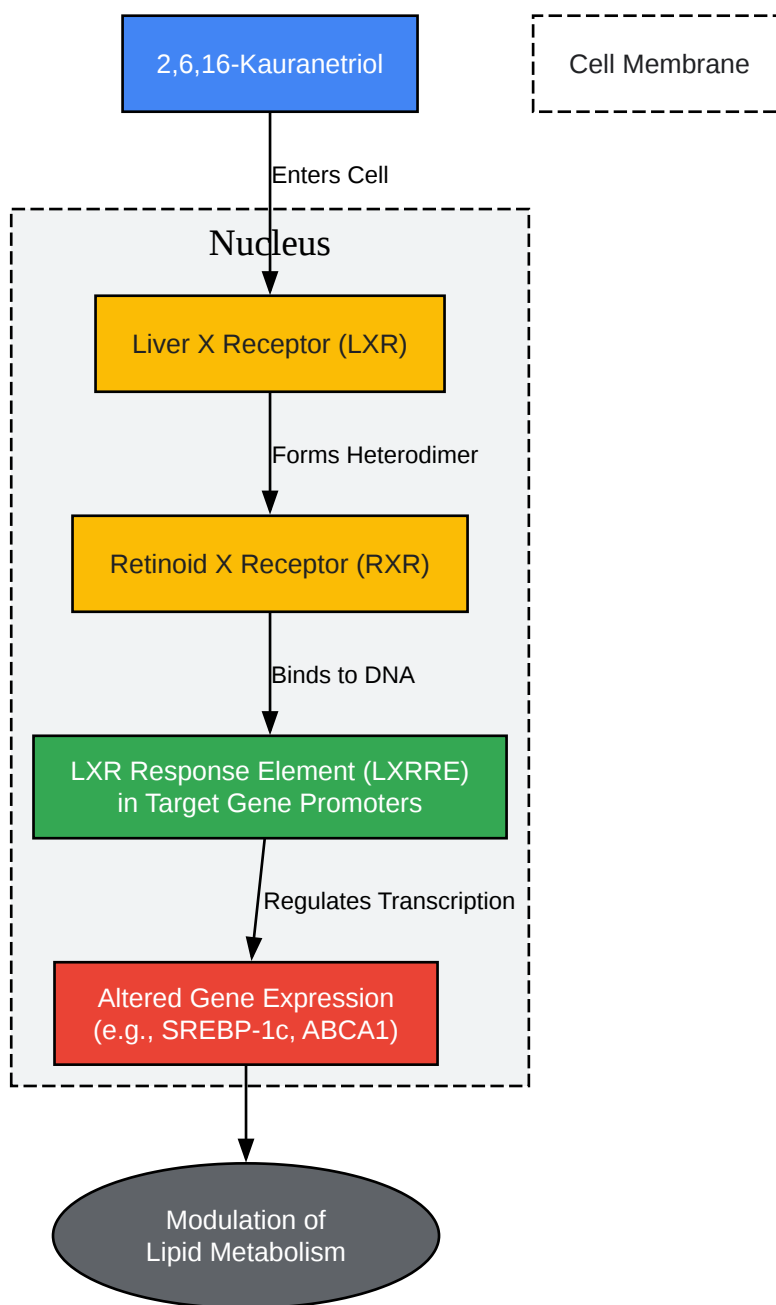 2,6,16-Kauranetriol
Cell Membrane
Enters Cell
Nucleus
Liver X Receptor (LXR)
Forms Heterodimer
Retinoid X Receptor (RXR)
Binds to DNA
LXR Response Element (LXRRE)
in Target Gene Promoters
Regulates Transcription
Altered Gene Expression
(e.g., SREBP-1c, ABCA1)
Modulation of
Lipid Metabolism